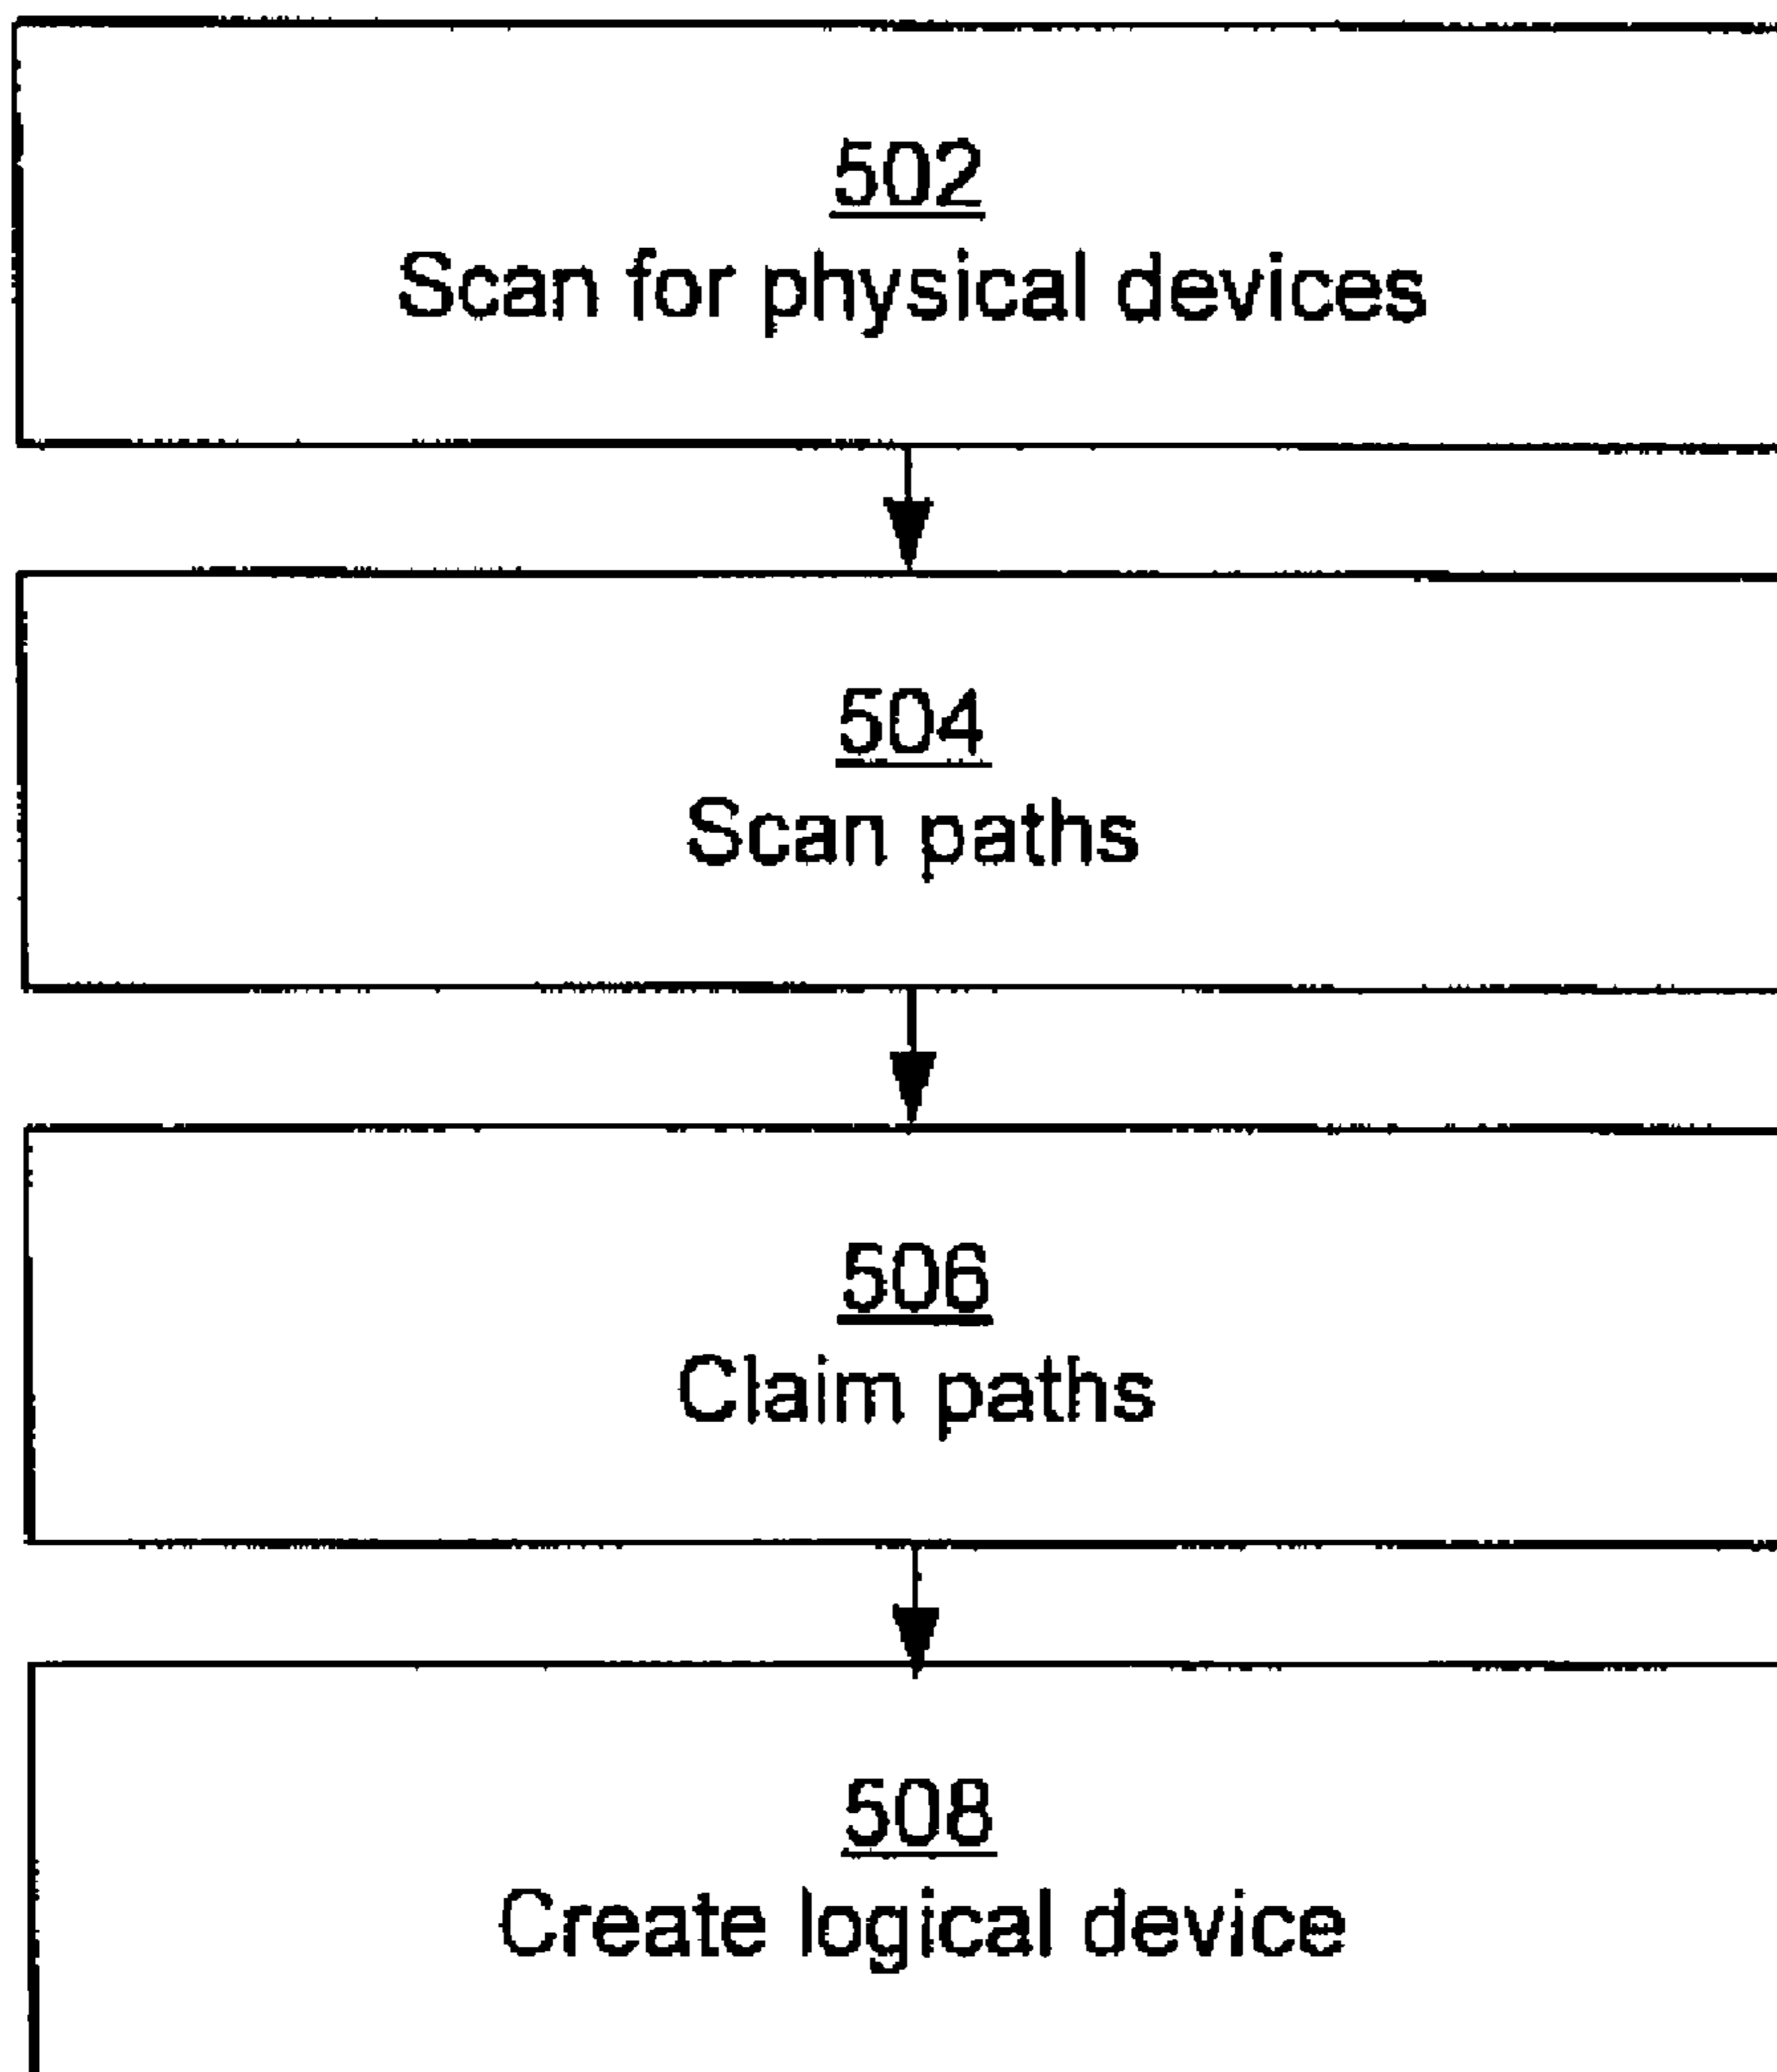 502
Scan for physical devices
504
Scan paths
506
Claim paths
508
Create logical device